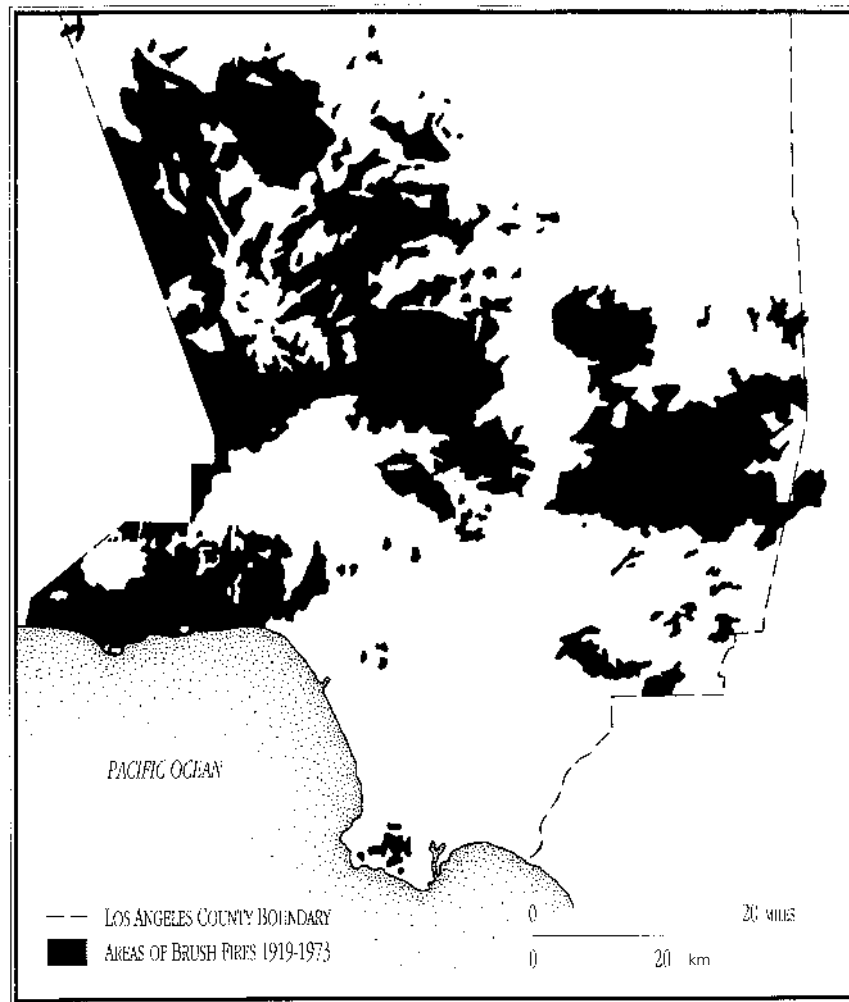 PACIFIC OCEAN
LOS ANGELES COUNTY BOUNDARY
AREAS OF BRUSH FIRES 1919-1973
0 20 MILES
0 20 km